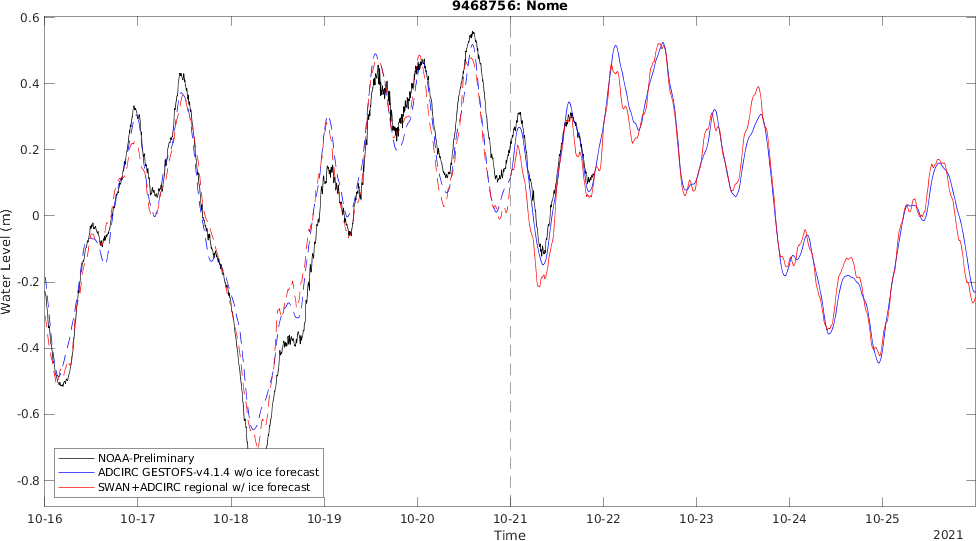 9468756: Nome
0.6
0.4
0.2
0
-0.2
-0.4
-0.6
-0.8
Water Level (m)
NOAA-Preliminary
ADCIRC GESTOFS-v4.1.4 w/o ice forecast
SWAN+ADCIRC regional w/ ice forecast
10-16 10-17 10-18 10-19 10-20 10-21 10-22 10-23 10-24 10-25
Time
2021